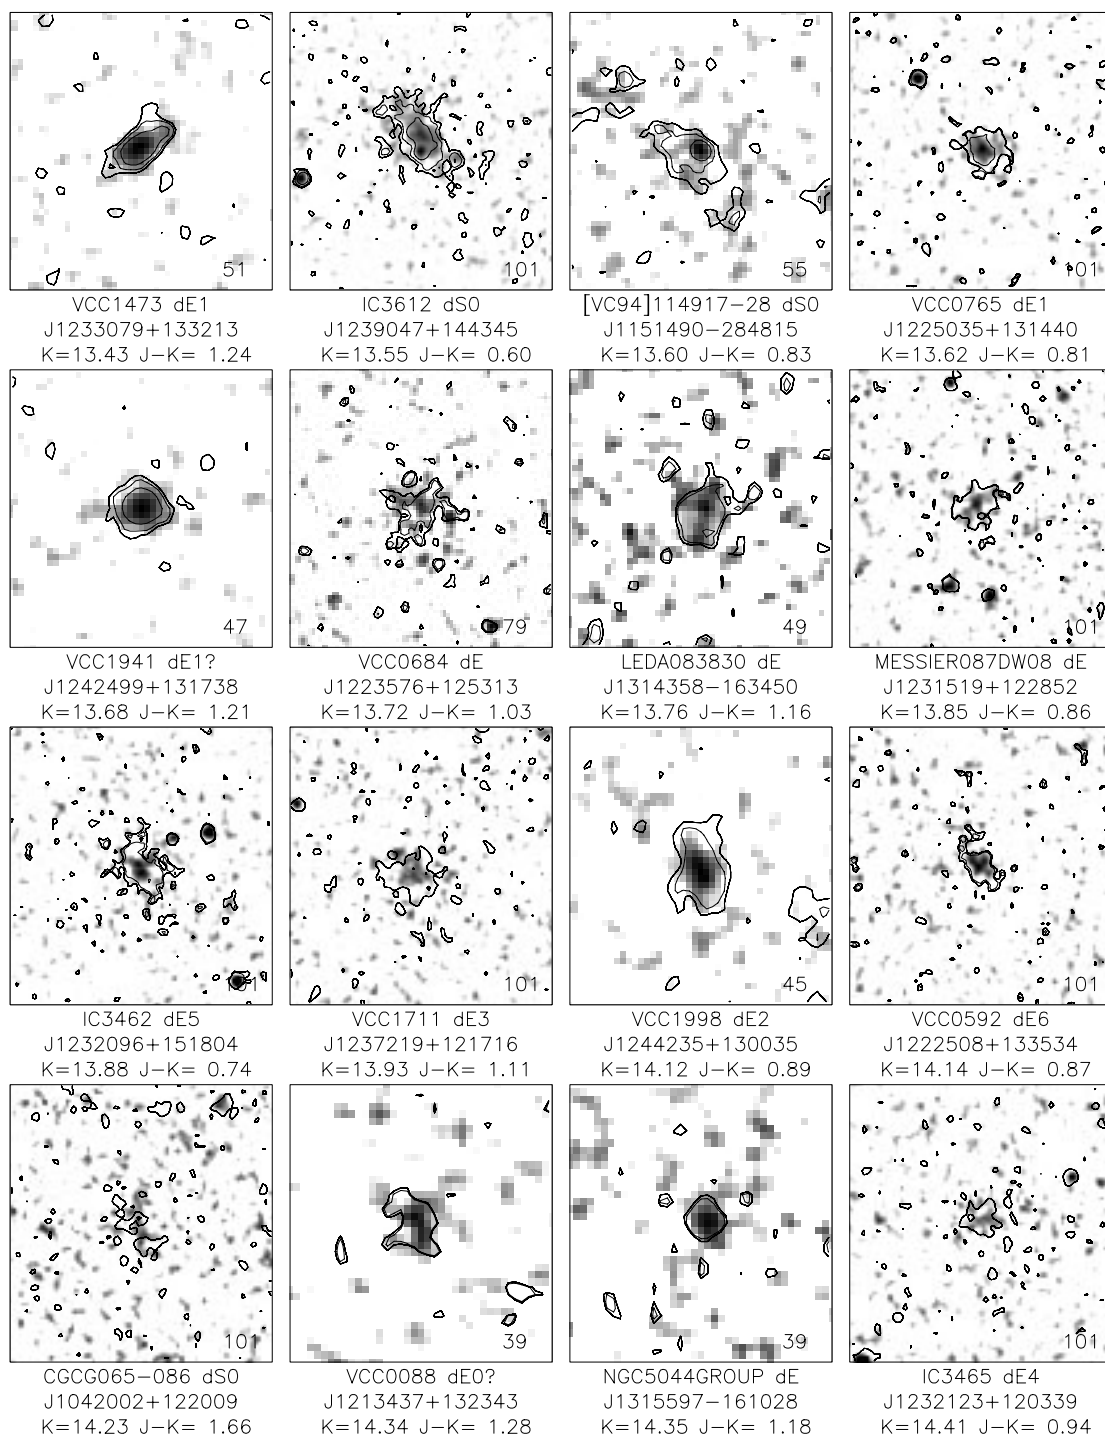 51 101 55 101
VCC1473 dE1 IC3612 dS0 [VC94]114917-28 dS0 VCC0765 dE1
J1233079+133213 J1239047+144345 J1151490-284815 J1225035+131440
K=13.43 J-K= 1.24 K=13.55 J-K= 0.60 K=13.60 J-K= 0.83 K=13.62 J-K= 0.81
47 79 49 101
VCC1941 dE1? VCC0684 dE LEDA083830 dE MESSIER087DW08 dE
J1242499+131738 J1223576+125313 J1314358-163450 J1231519+122852
K=13.68 J-K= 1.21 K=13.72 J-K= 1.03 K=13.76 J-K= 1.16 K=13.85 J-K= 0.86
101 101 45 101
IC3462 dE5 VCC1711 dE3 VCC1998 dE2 VCC0592 dE6
J1232096+151804 J1237219+121716 J1244235+130035 J1222508+133534
K=13.88 J-K= 0.74 K=13.93 J-K= 1.11 K=14.12 J-K= 0.89 K=14.14 J-K= 0.87
101 39 39 101
CGCG065-086 dS0 VCC0088 dE0? NGC5044GROUP dE IC3465 dE4
J1042002+122009 J1213437+132343 J1315597-161028 J1232123+120339
K=14.23 J-K= 1.66 K=14.34 J-K= 1.28 K=14.35 J-K= 1.18 K=14.41 J-K= 0.94